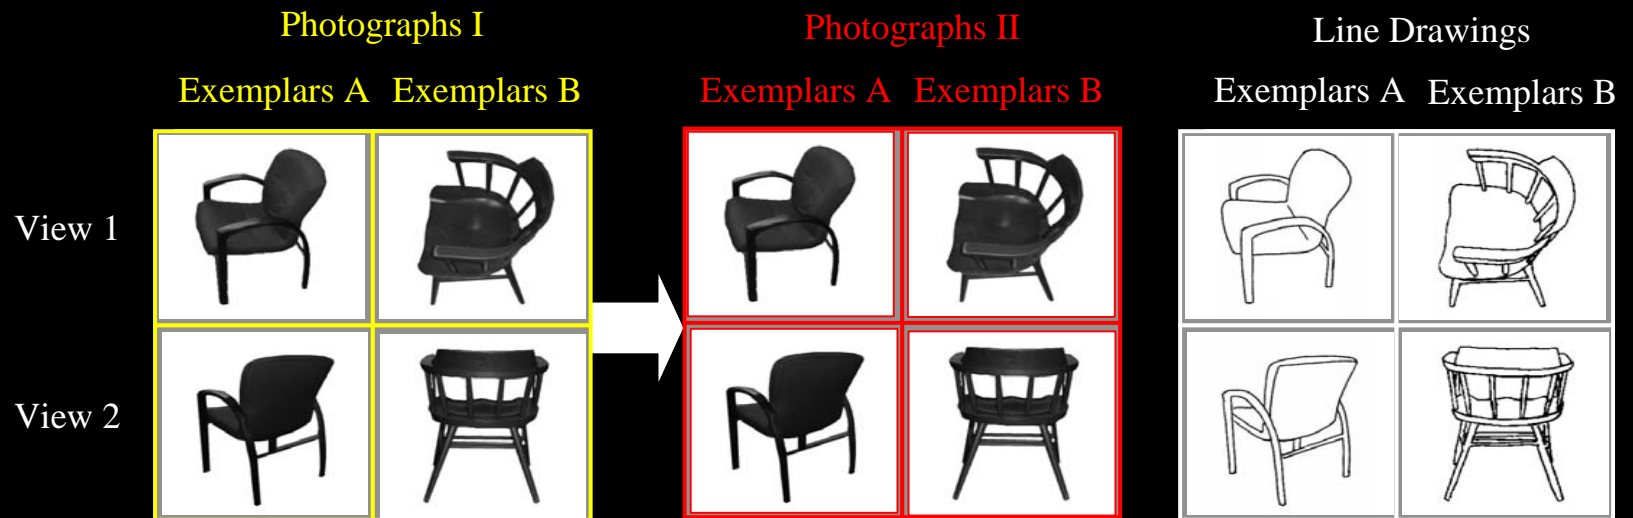 Photographs I
Photographs II
Line Drawings
Exemplars A Exemplars B
Exemplars A Exemplars B
Exemplars A Exemplars B
View 1
View 2